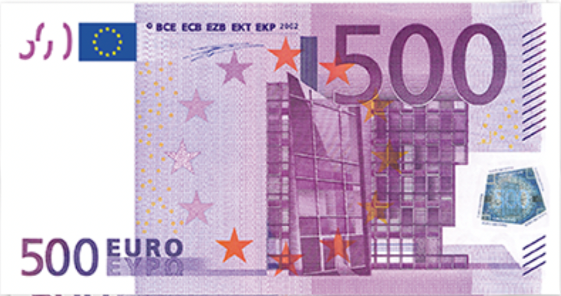 © BCE ECB EZB EKT EKP 2002
500
500 EURO
ΕΥΡΩ